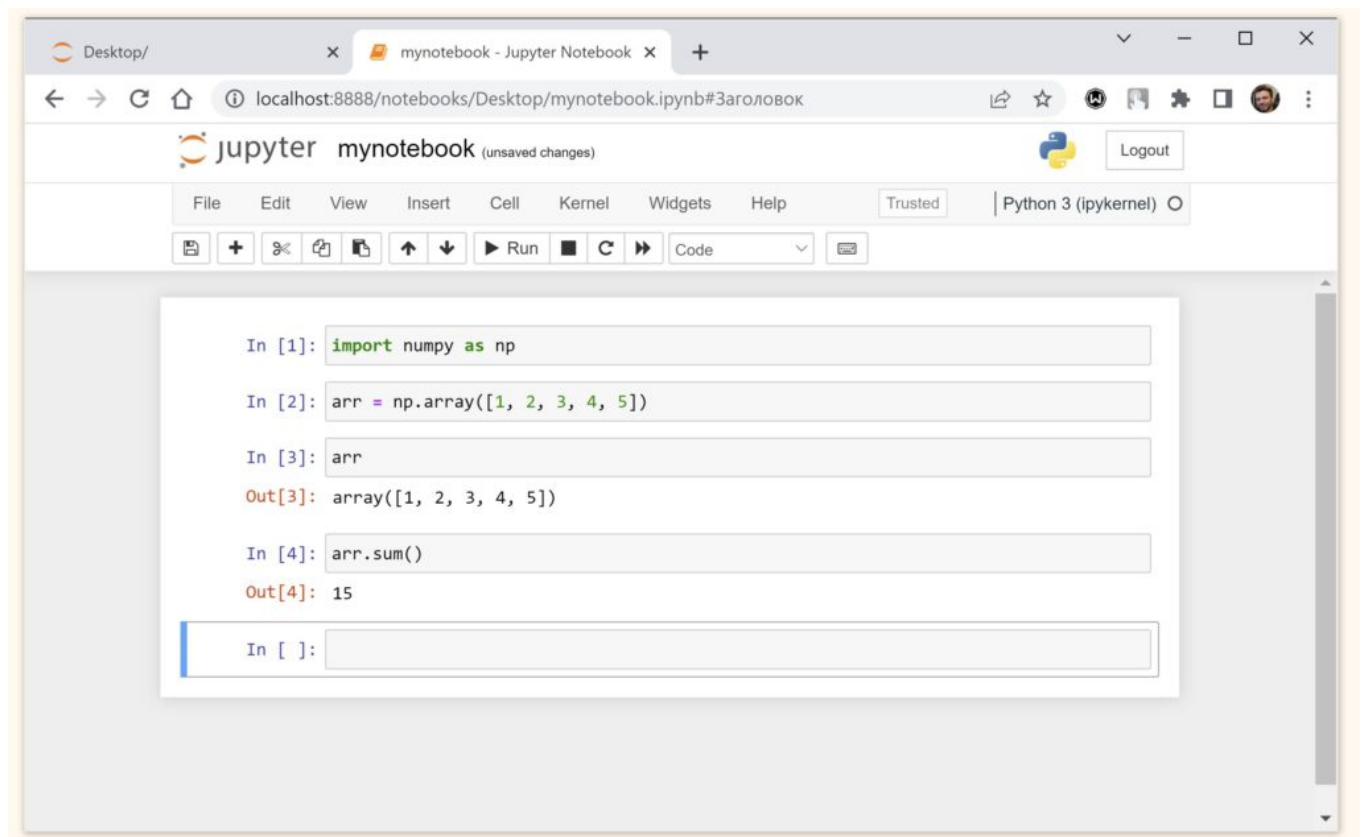 Desktop/
mynotebook - Jupyter Notebook
localhost:8888/notebooks/Desktop/mynotebook.ipynb#Заголовок
jupyter mynotebook (unsaved changes)
Logout
File Edit View Insert Cell Kernel Widgets Help Trusted Python 3 (ipykernel)
Run Code
In [1]: import numpy as np
In [2]: arr = np.array([1, 2, 3, 4, 5])
In [3]: arr
Out[3]: array([1, 2, 3, 4, 5])
In [4]: arr.sum()
Out[4]: 15
In [ ]: